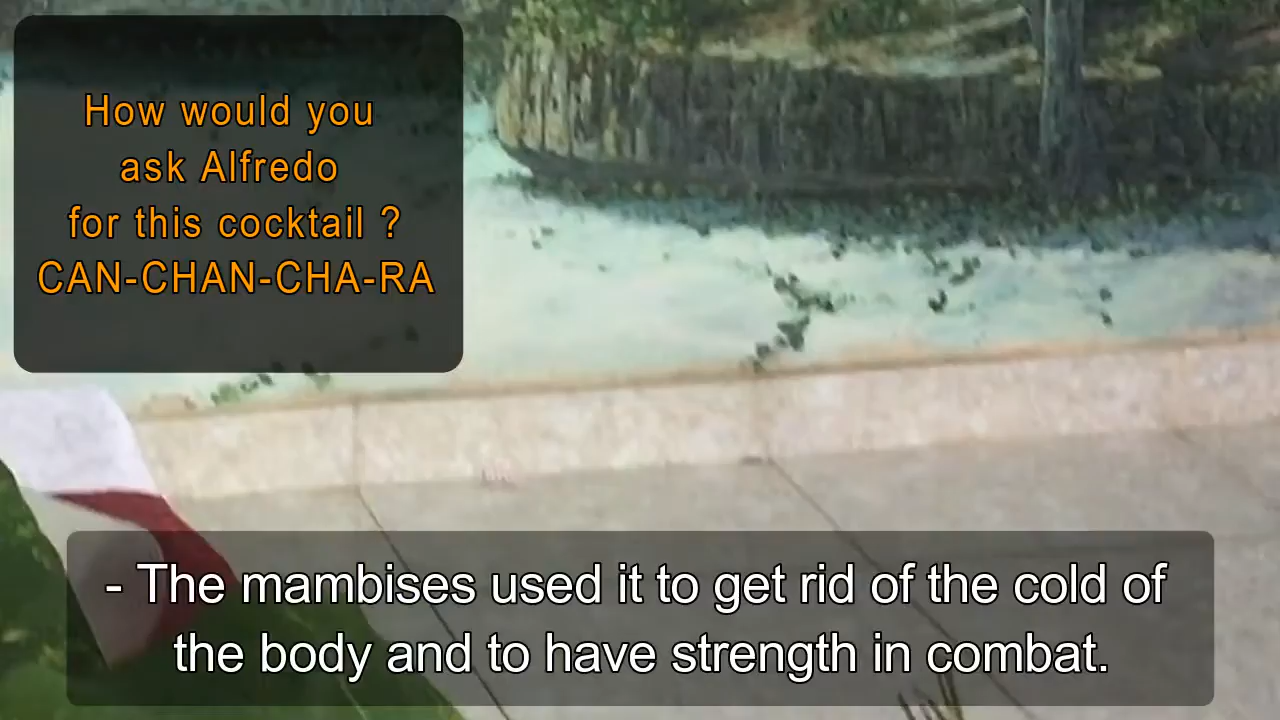 How would you
ask Alfredo
for this cocktail ?
CAN-CHAN-CHA-RA
- The mambises used it to get rid of the cold of
the body and to have strength in combat.